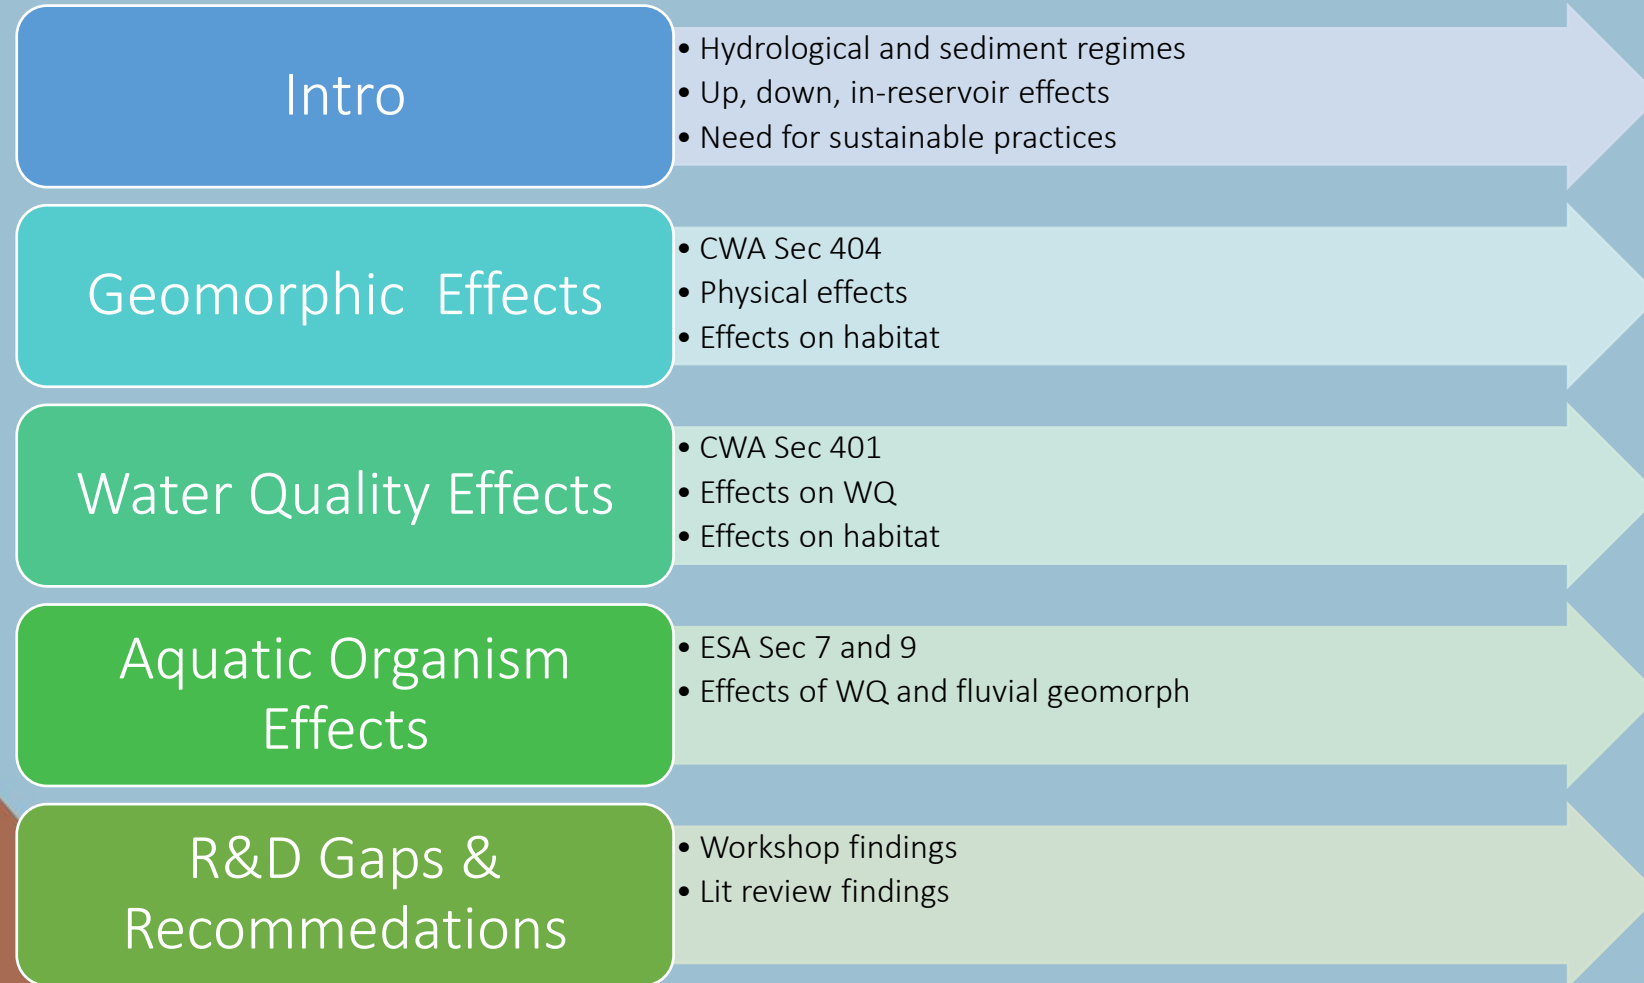 Intro
• Hydrological and sediment regimes
• Up, down, in-reservoir effects
• Need for sustainable practices
Geomorphic  Effects
• CWA Sec 404
• Physical effects
• Effects on habitat
Water Quality Effects
• CWA Sec 401
• Effects on WQ
• Effects on habitat
Aquatic Organism
Effects
• ESA Sec 7 and 9
• Effects of WQ and fluvial geomorph
R&D Gaps &
Recommedations
• Workshop findings
• Lit review findings